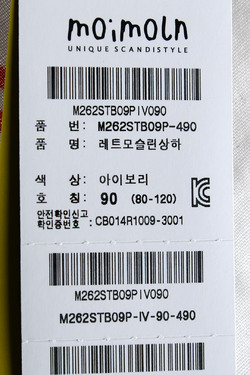 moimoln
UNIQUE SCANDISTYLE
M262STB09PIV090
품 번: M262STB09P-490
품 명: 레트모슬린상하
색 상: 아이보리
호 칭: 90 (80-120)
안전확인신고
확인증번호 : CB014R1009-3001
M262STB09PIV090
M262STB09P-IV-90-490